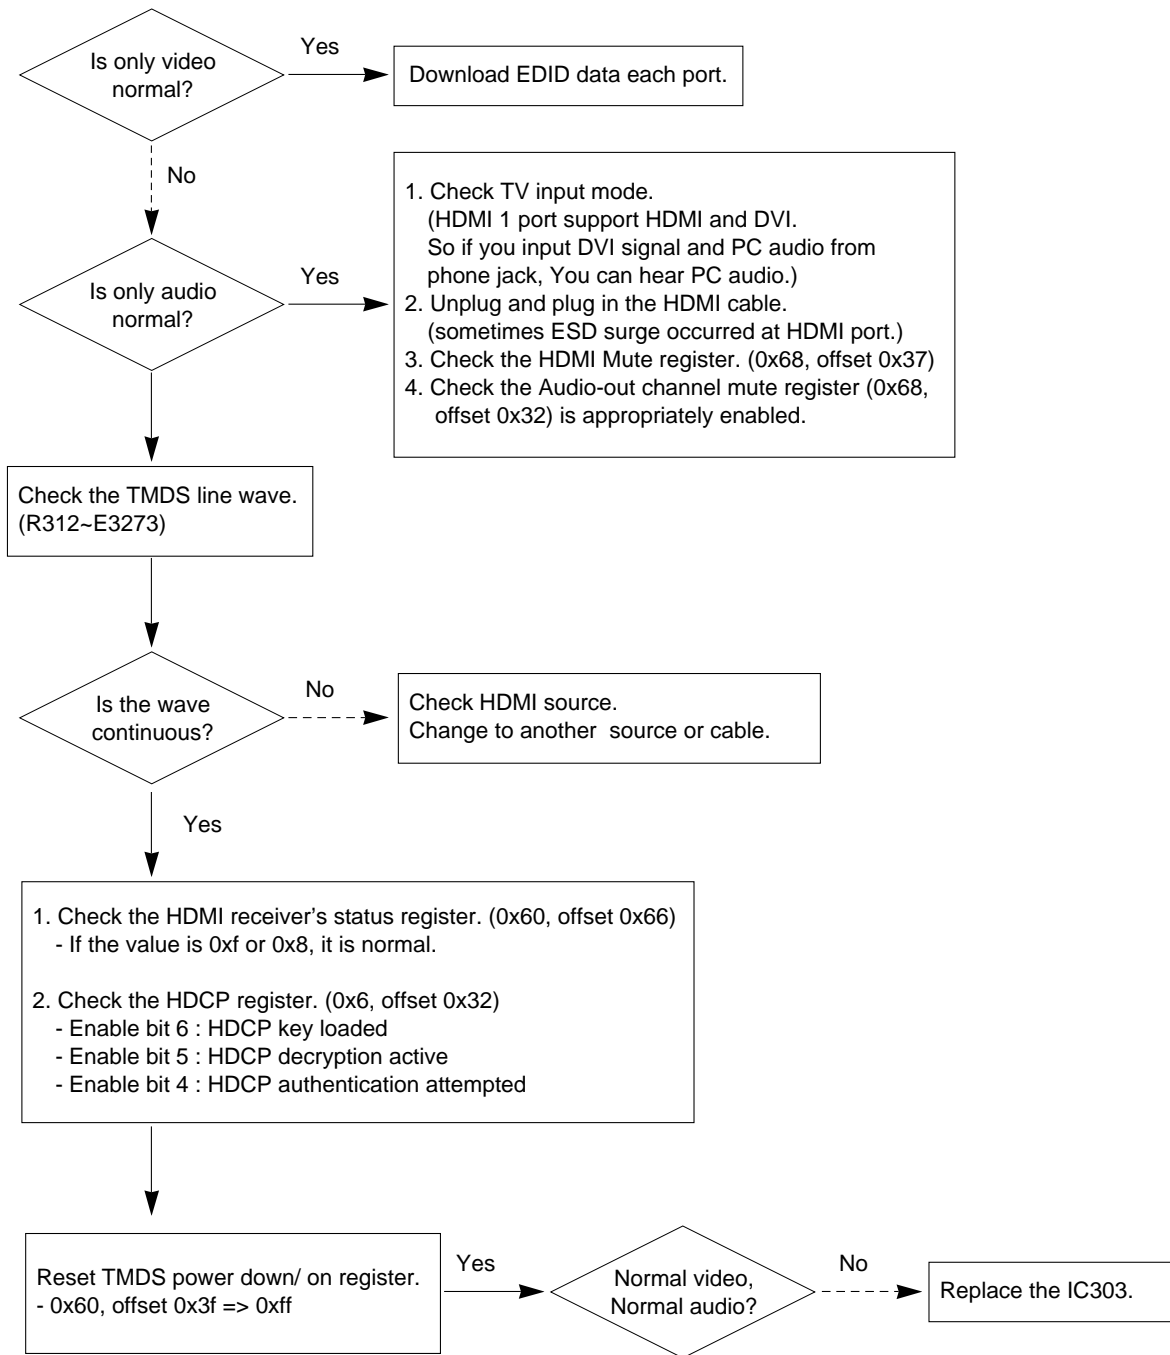 Is only video
normal?
Yes
Download EDID data each port.
No
Is only audio
normal?
Yes
1. Check TV input mode.
(HDMI 1 port support HDMI and DVI.
So if you input DVI signal and PC audio from
phone jack, You can hear PC audio.)
2. Unplug and plug in the HDMI cable.
(sometimes ESD surge occurred at HDMI port.)
3. Check the HDMI Mute register. (0x68, offset 0x37)
4. Check the Audio-out channel mute register (0x68,
offset 0x32) is appropriately enabled.
Check the TMDS line wave.
(R312~E3273)
Is the wave
continuous?
No
Check HDMI source.
Change to another  source or cable.
Yes
1. Check the HDMI receiver's status register. (0x60, offset 0x66)
- If the value is 0xf or 0x8, it is normal.
2. Check the HDCP register. (0x6, offset 0x32)
- Enable bit 6 : HDCP key loaded
- Enable bit 5 : HDCP decryption active
- Enable bit 4 : HDCP authentication attempted
Reset TMDS power down/ on register.
- 0x60, offset 0x3f => 0xff
Yes
Normal video,
Normal audio?
No
Replace the IC303.